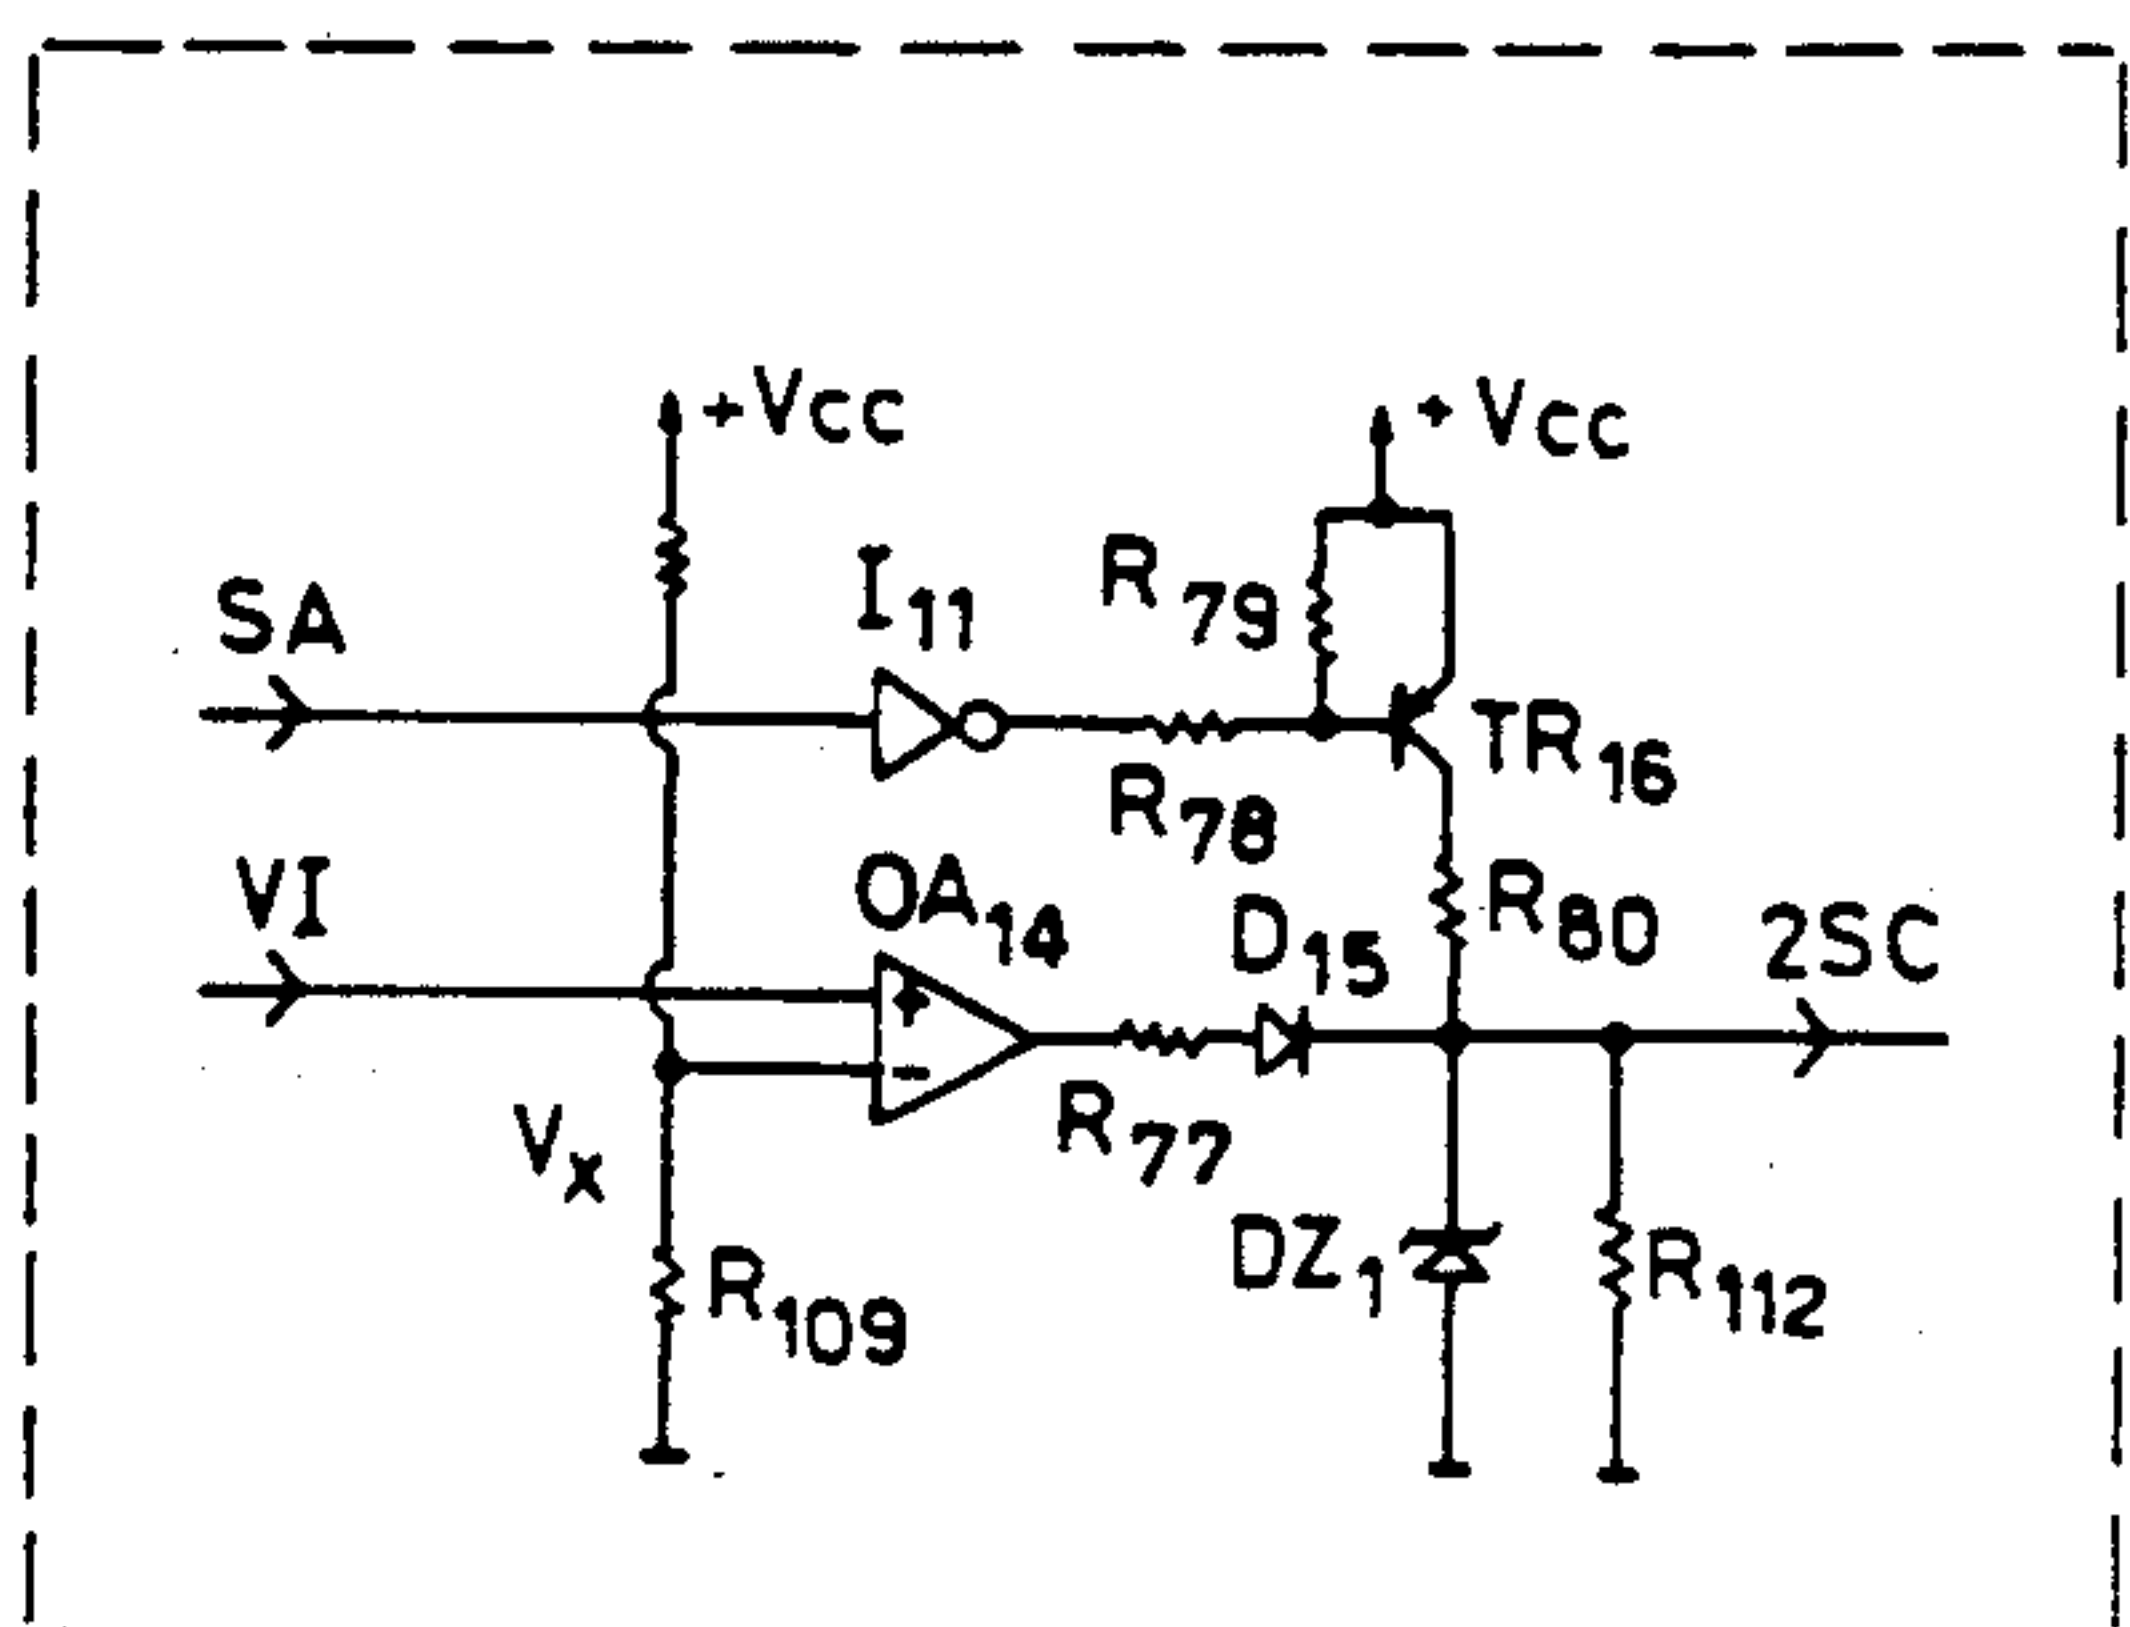 +Vcc
+Vcc
SA
I11
R79
TR16
R78
VI
OA14
D15
R80
2SC
+
-
Vx
R77
R109
DZ1
R112